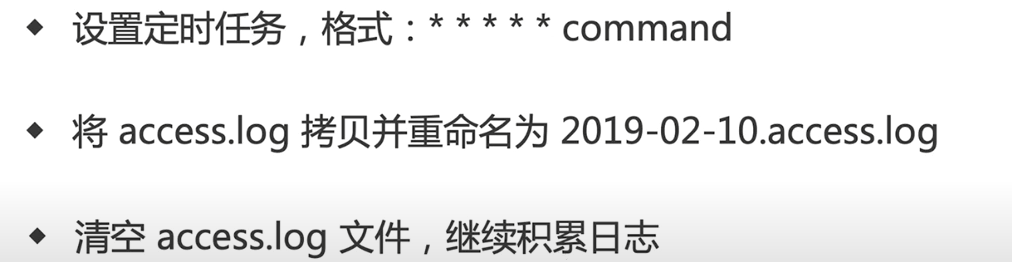 ◆ 设置定时任务，格式：* * * * * command
◆ 将 access.log 拷贝并重命名为 2019-02-10.access.log
◆ 清空 access.log 文件，继续积累日志